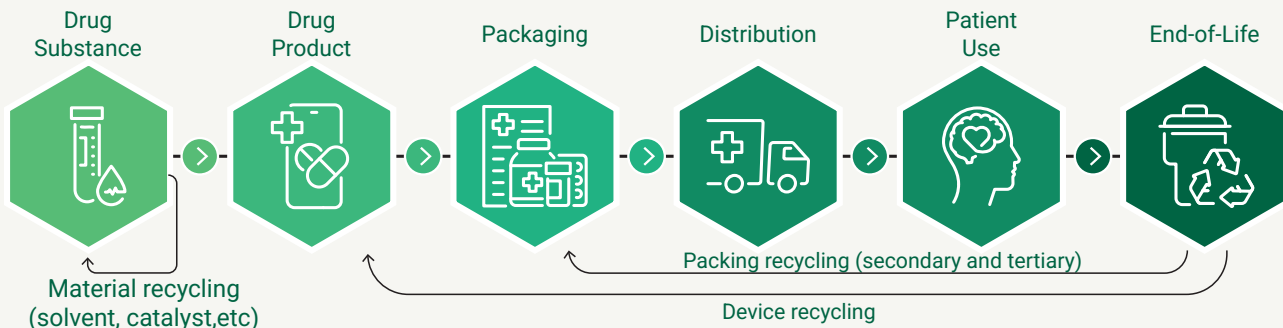 Drug
Substance
Drug
Product
Packaging
Distribution
Patient
Use
End-of-Life
Packing recycling (secondary and tertiary)
Material recycling
(solvent, catalyst,etc)
Device recycling